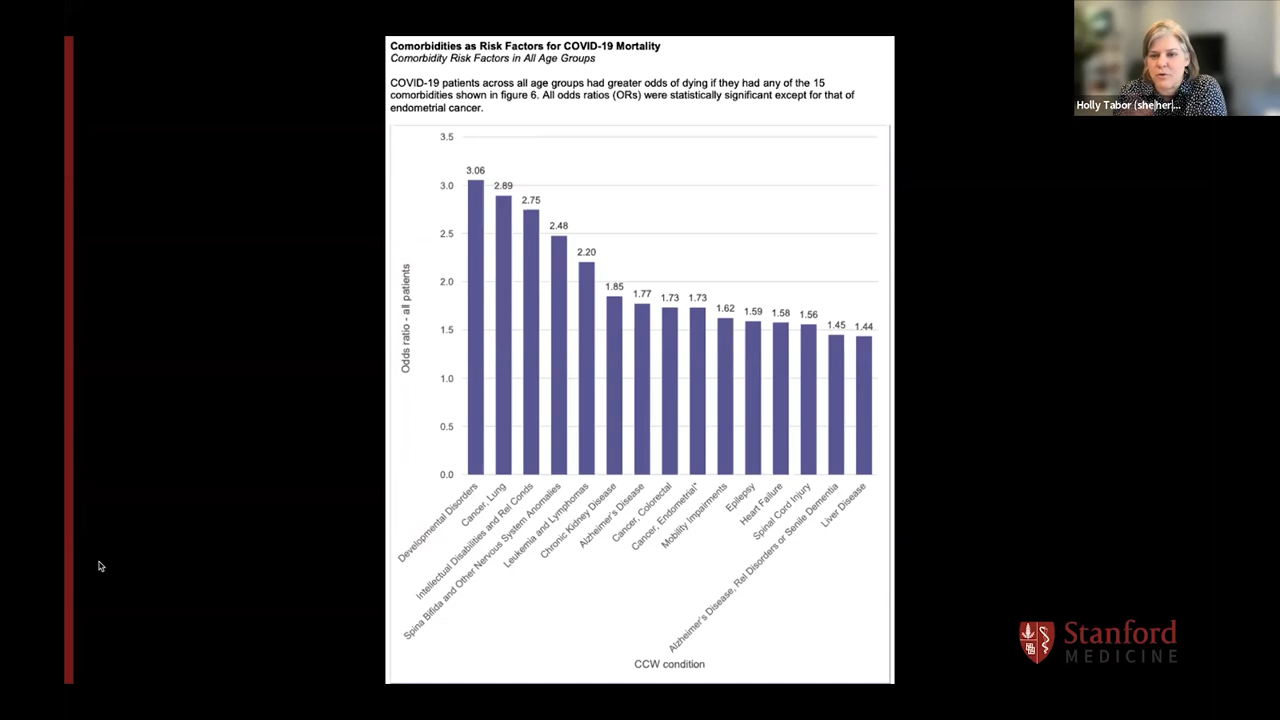 Comorbidities as Risk Factors for COVID-19 Mortality
Comorbidity Risk Factors in All Age Groups
COVID-19 patients across all age groups had greater odds of dying if they had any of the 15
comorbidities shown in figure 6. All odds ratios (ORs) were statistically significant except for that of
endometrial cancer.
3.5
3.0
2.5
2.0
1.5
1.0
0.5
0.0
Odds ratio - all patients
3.06
2.89
2.75
2.48
2.20
1.85
1.77
1.73
1.73
1.62
1.59
1.58
1.56
1.45
1.44
Developmental Disorders
Cancer, Lung
Intellectual Disabilities and Rel Conds
Spina Bifida and Other Nervous System Anomalies
Leukemia and Lymphomas
Chronic Kidney Disease
Alzheimer's Disease
Cancer, Colorectal
Cancer, Endometrial*
Mobility Impairments
Epilepsy
Heart Failure
Spinal Cord Injury
Alzheimer's Disease, Rel Disorders or Senile Dementia
Liver Disease
CCW condition
Holly Tabor (she|her|...
Stanford
MEDICINE